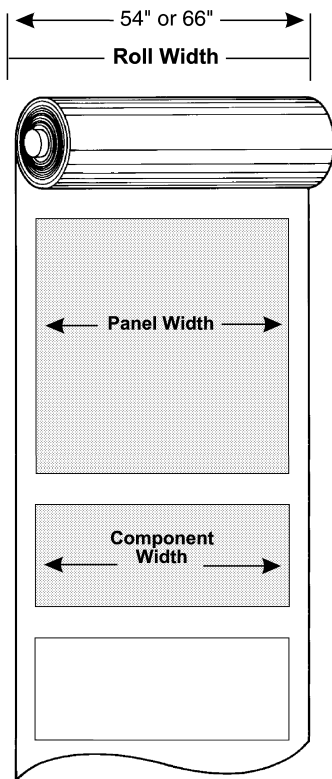 54" or 66"
Roll Width
Panel Width
Component
Width